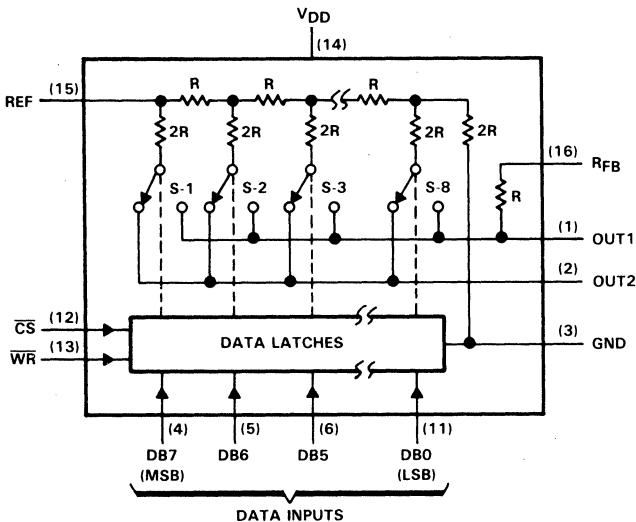 VDD
(14)
REF
(15)
R
R
R
2R
2R
2R
2R
2R
(16)
RFB
S-1
S-2
S-3
S-8
R
(1)
OUT1
(2)
OUT2
CS
(12)
WR
(13)
DATA LATCHES
(3)
GND
(4)
(5)
(6)
(11)
DB7
DB6
DB5
DB0
(MSB)
(LSB)
DATA INPUTS